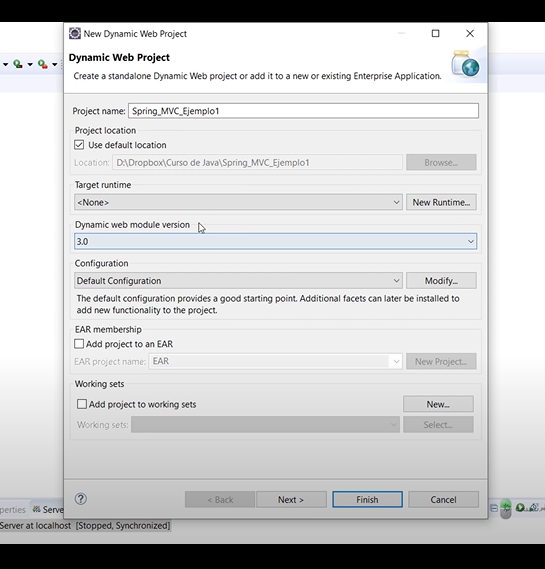 New Dynamic Web Project
Dynamic Web Project
Create a standalone Dynamic Web project or add it to a new or existing Enterprise Application.
Project name: Spring_MVC_Ejemplo1
Project location
Use default location
Location: D:\Dropbox\Curso de Java\Spring_MVC_Ejemplo1 Browse...
Target runtime
<None> New Runtime...
Dynamic web module version
3.0
Configuration
Default Configuration Modify...
The default configuration provides a good starting point. Additional facets can later be installed to
add new functionality to the project.
EAR membership
Add project to an EAR
EAR project name: EAR New Project...
Working sets
Add project to working sets New...
Working sets: Select...
? < Back Next > Finish Cancel
perties Serve
Server at localhost [Stopped, Synchronized]